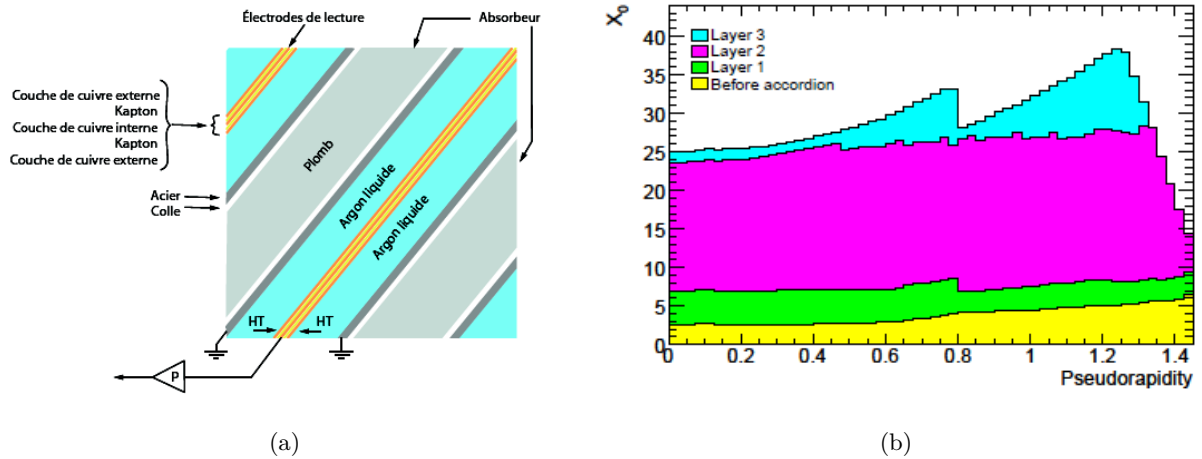 Électrodes de lecture
Absorbeur
Couche de cuivre externe
Kapton
Couche de cuivre interne
Kapton
Couche de cuivre externe
Acier
Colle
Plomb
Argon liquide
Argon liquide
HT
HT
P
(a)
X0
40
35
30
25
20
15
10
5
0
Layer 3
Layer 2
Layer 1
Before accordion
0 0.2 0.4 0.6 0.8 1 1.2 1.4
Pseudorapidity
(b)